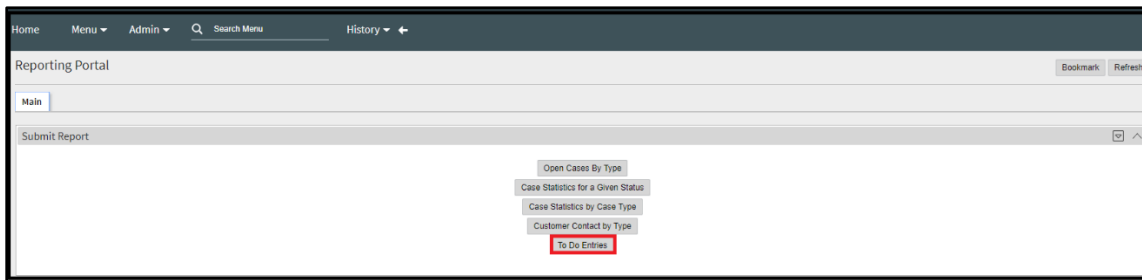 Home Menu Admin Search Menu History
Reporting Portal Bookmark Refresh
Main
Submit Report
Open Cases By Type
Case Statistics for a Given Status
Case Statistics by Case Type
Customer Contact by Type
To Do Entries